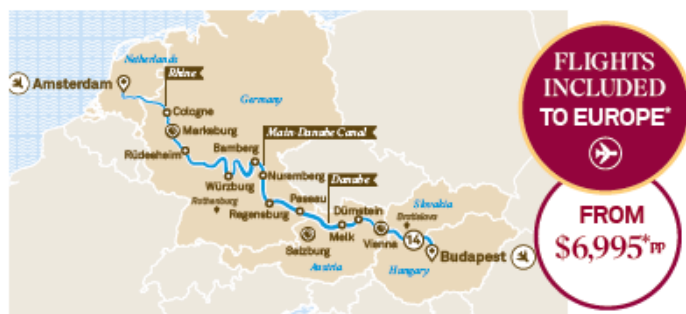 Netherlands
Amsterdam
Rhine
Germany
Cologne
Marksburg
Rüdesheim
Bamberg
Main-Danube Canal
Würzburg
Nuremberg
Rothenburg
Regensburg
Passau
Danube
Dürnstein
Slovakia
Bratislava
Melk
Vienna
14
Salzburg
Austria
Hungary
Budapest
FLIGHTS
INCLUDED
TO EUROPE*
FROM
$6,995*pp